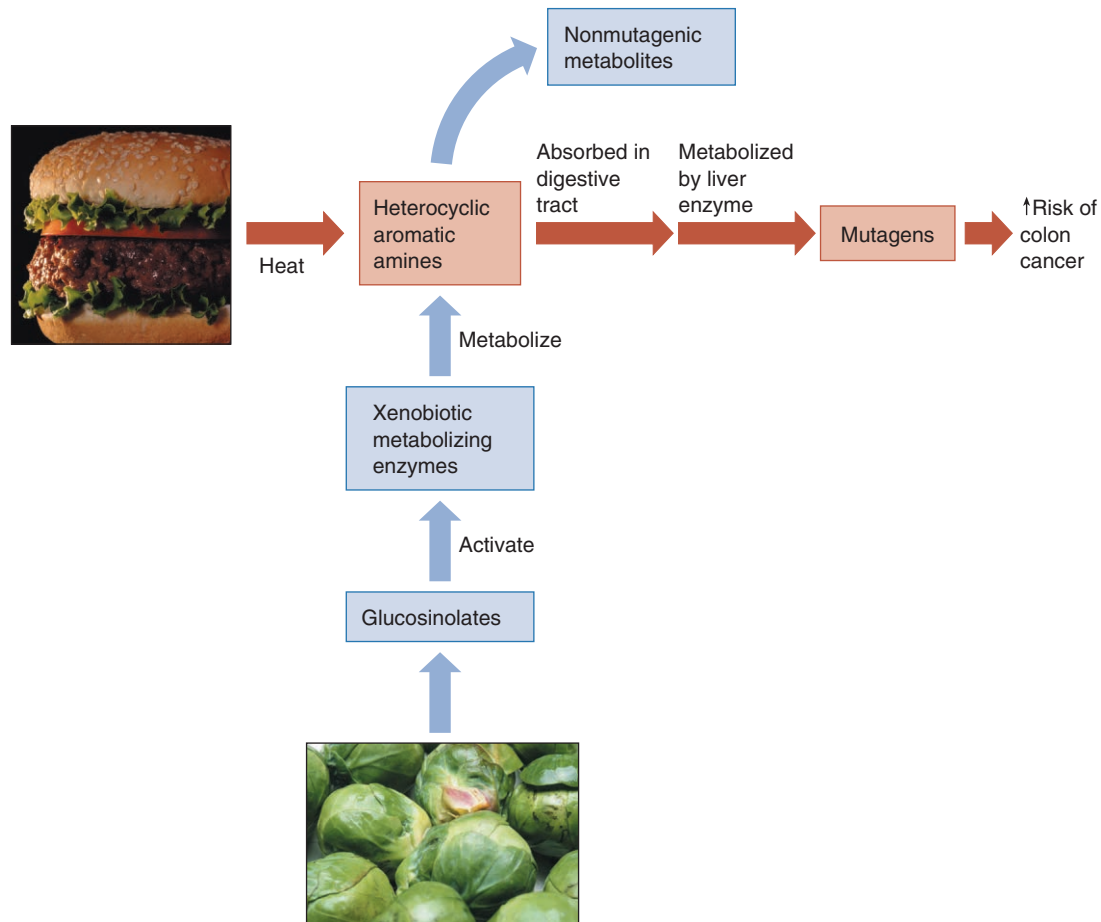 Nonmutagenic
metabolites
Absorbed in
digestive
tract
Metabolized
by liver
enzyme
Heterocyclic
aromatic
amines
Heat
Mutagens
↑Risk of
colon
cancer
Metabolize
Xenobiotic
metabolizing
enzymes
Activate
Glucosinolates